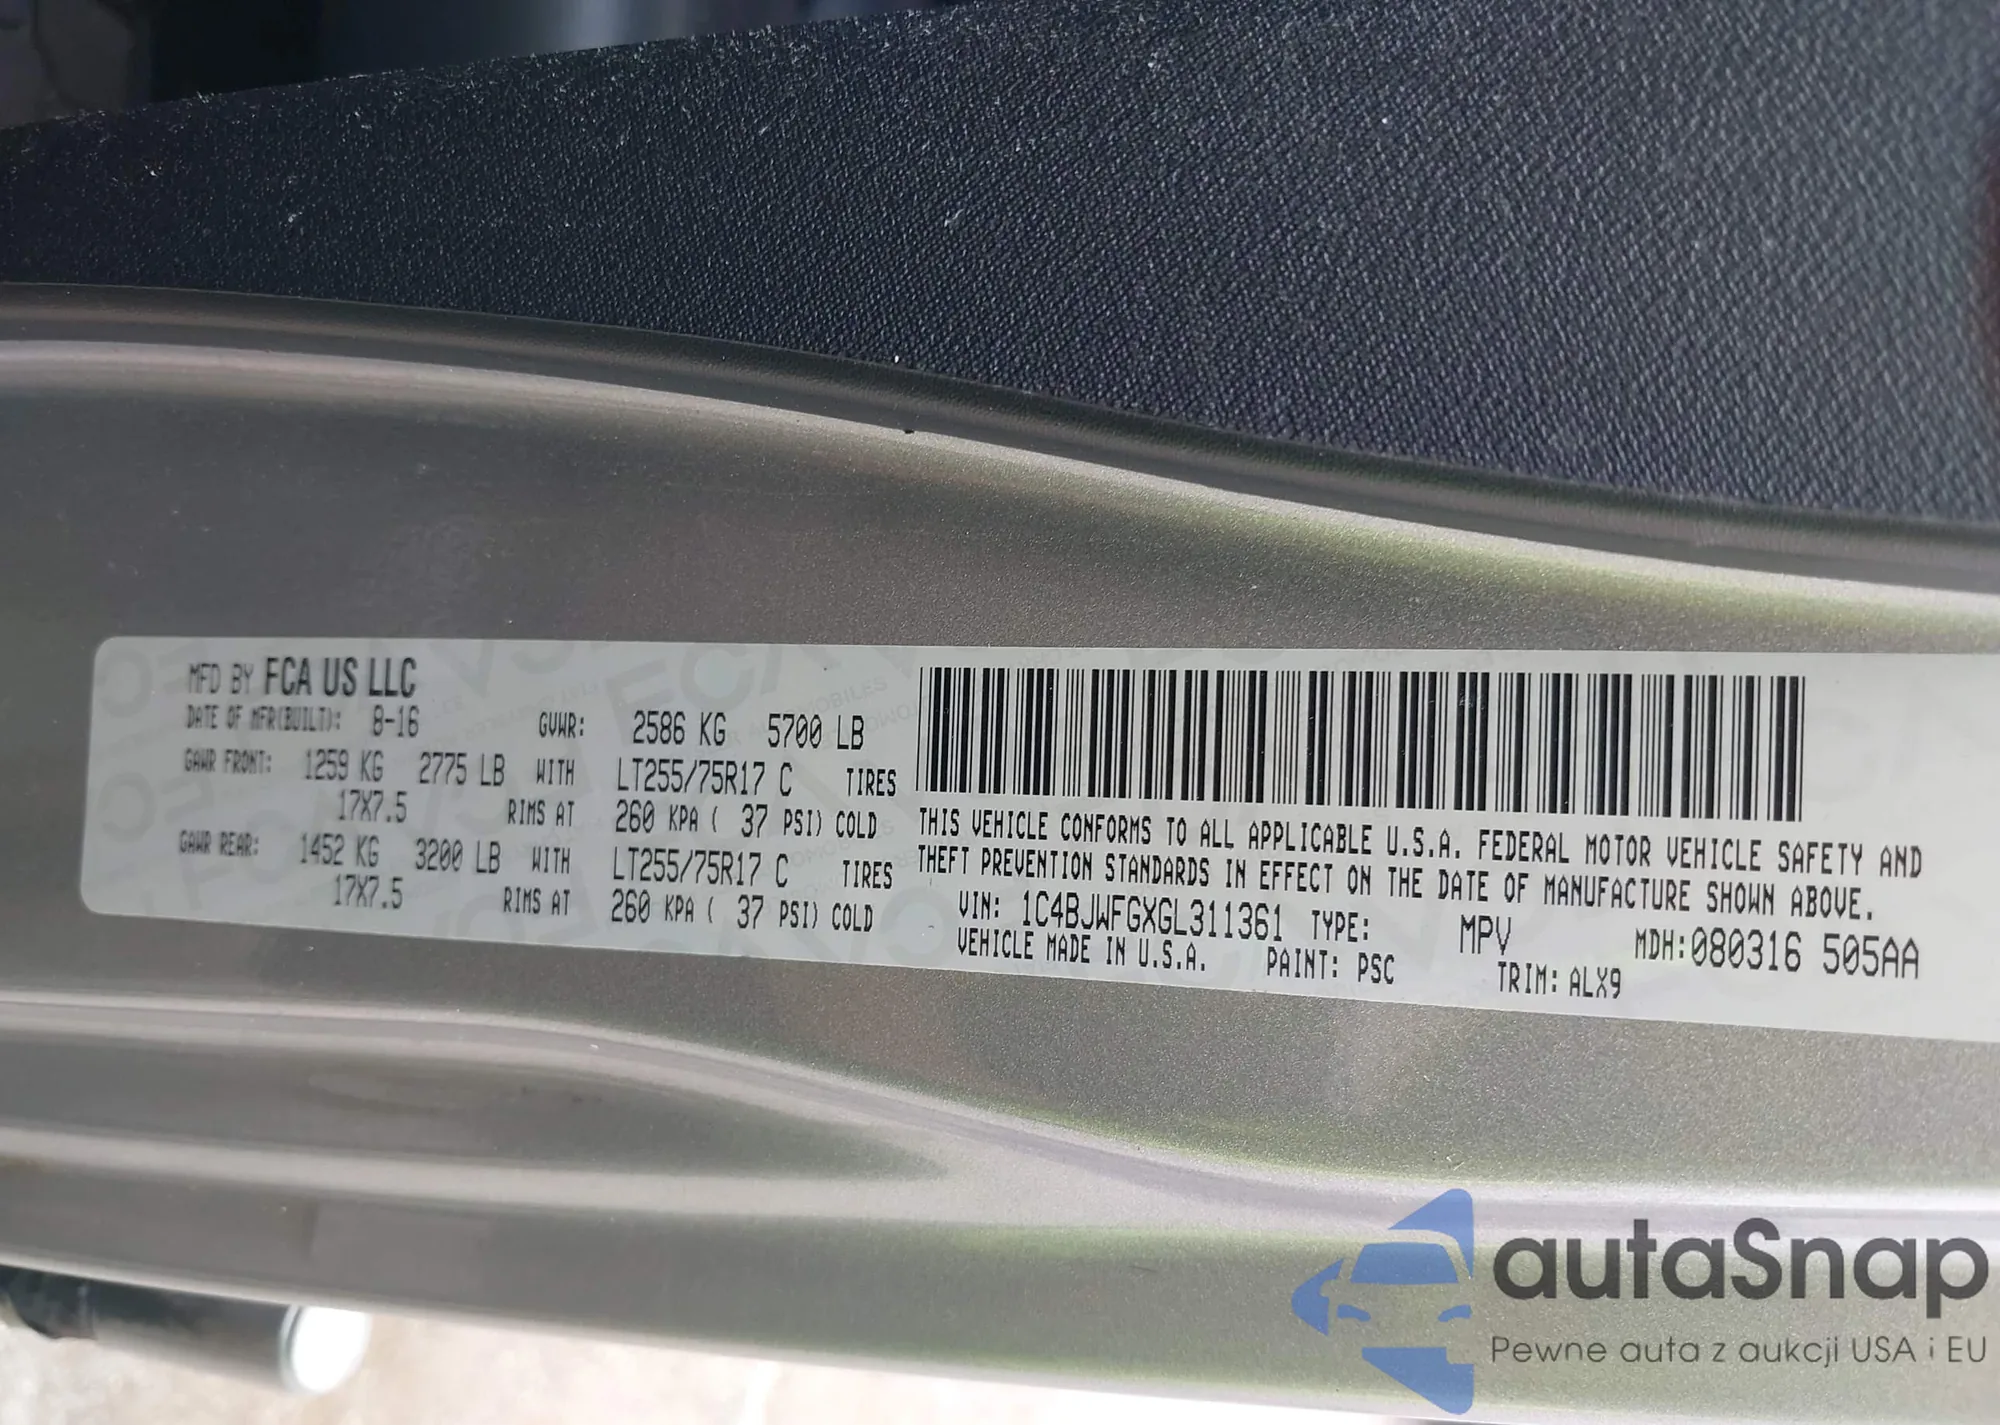 MFD BY FCA US LLC
DATE OF MFR(BUILT): 8-16 GVWR: 2586 KG 5700 LB
GAWR FRONT: 1259 KG 2775 LB WITH LT255/75R17 C TIRES
17X7.5 RIMS AT 260 KPA ( 37 PSI) COLD
GAWR REAR: 1452 KG 3200 LB WITH LT255/75R17 C TIRES
17X7.5 RIMS AT 260 KPA ( 37 PSI) COLD
THIS VEHICLE CONFORMS TO ALL APPLICABLE U.S.A. FEDERAL MOTOR VEHICLE SAFETY AND
THEFT PREVENTION STANDARDS IN EFFECT ON THE DATE OF MANUFACTURE SHOWN ABOVE.
VIN: 1C4BJWFGXGL311361 TYPE: MPV MDH:080316 505AA
VEHICLE MADE IN U.S.A. PAINT: PSC TRIM: ALX9
autaSnap
Pewne auta z aukcji USA i EU